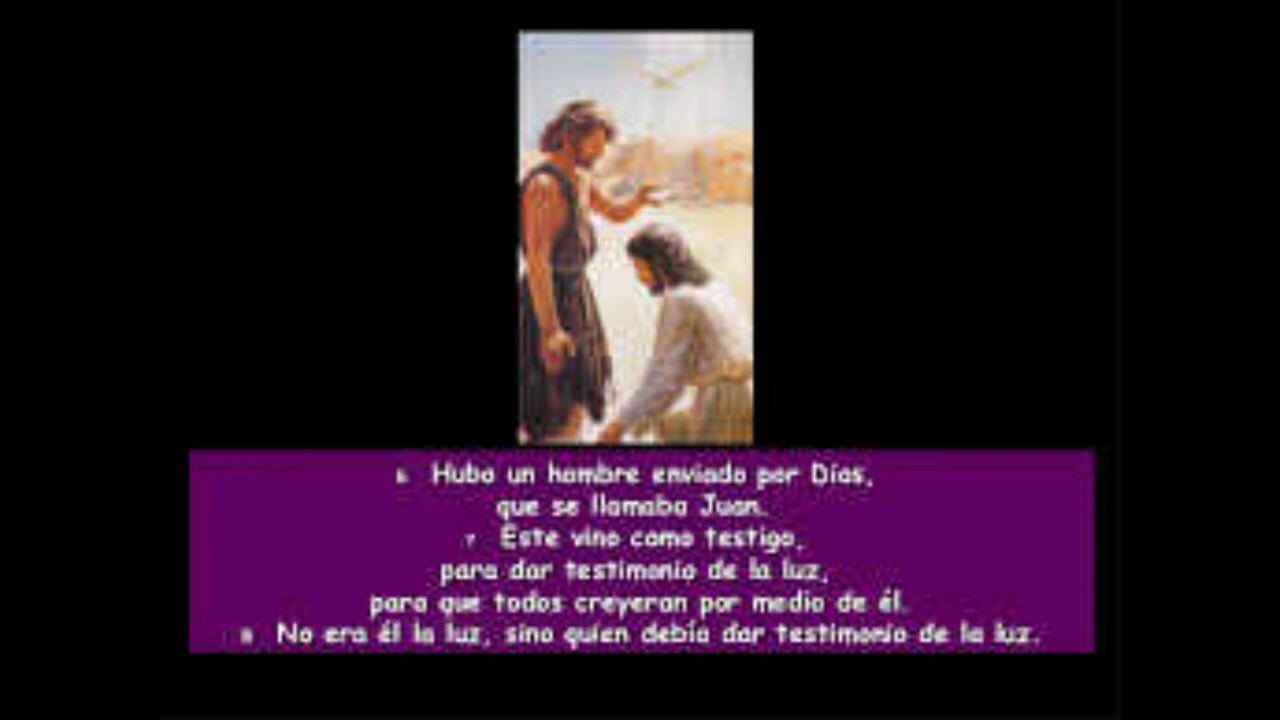 6 Hubo un hombre enviado por Dios,
que se llamaba Juan.
7 Este vino como testigo,
para dar testimonio de la luz,
para que todos creyeran por medio de él.
8 No era él la luz, sino quien debía dar testimonio de la luz.